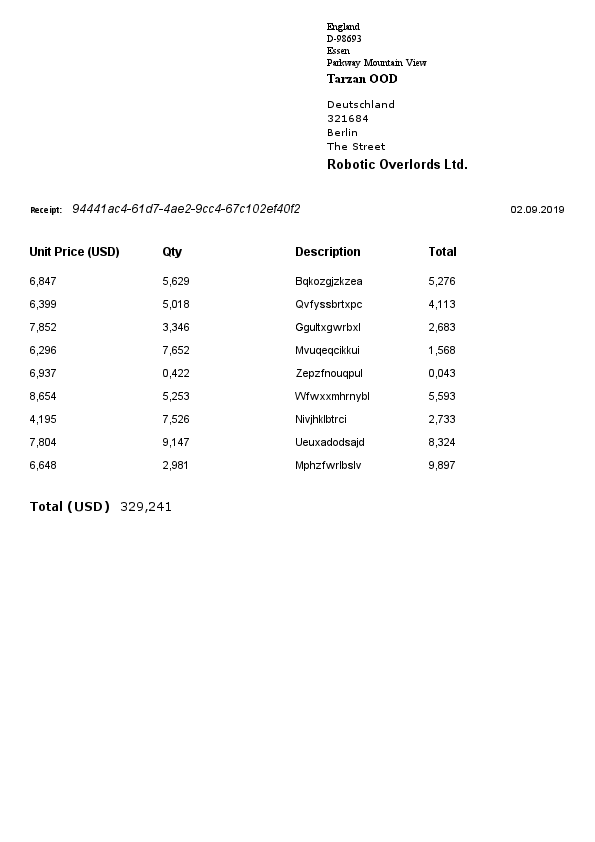 England
D-98693
Essen
Parkway Mountain View
Tarzan OOD
Deutschland
321684
Berlin
The Street
Robotic Overlords Ltd.
Receipt: 94441ac4-61d7-4ae2-9cc4-67c102ef40f2 02.09.2019
Unit Price (USD) Qty Description Total
6,847 5,629 Bqkozgjzkzea 5,276
6,399 5,018 Qvfyssbrtxpc 4,113
7,852 3,346 Ggultxgwrbxl 2,683
6,296 7,652 Mvuqeqcikkui 1,568
6,937 0,422 Zepzfnouqpul 0,043
8,654 5,253 Wfwxxmhrnybl 5,593
4,195 7,526 Nivjhklbtrci 2,733
7,804 9,147 Ueuxadodsajd 8,324
6,648 2,981 Mphzfwrlbslv 9,897
Total (USD) 329,241